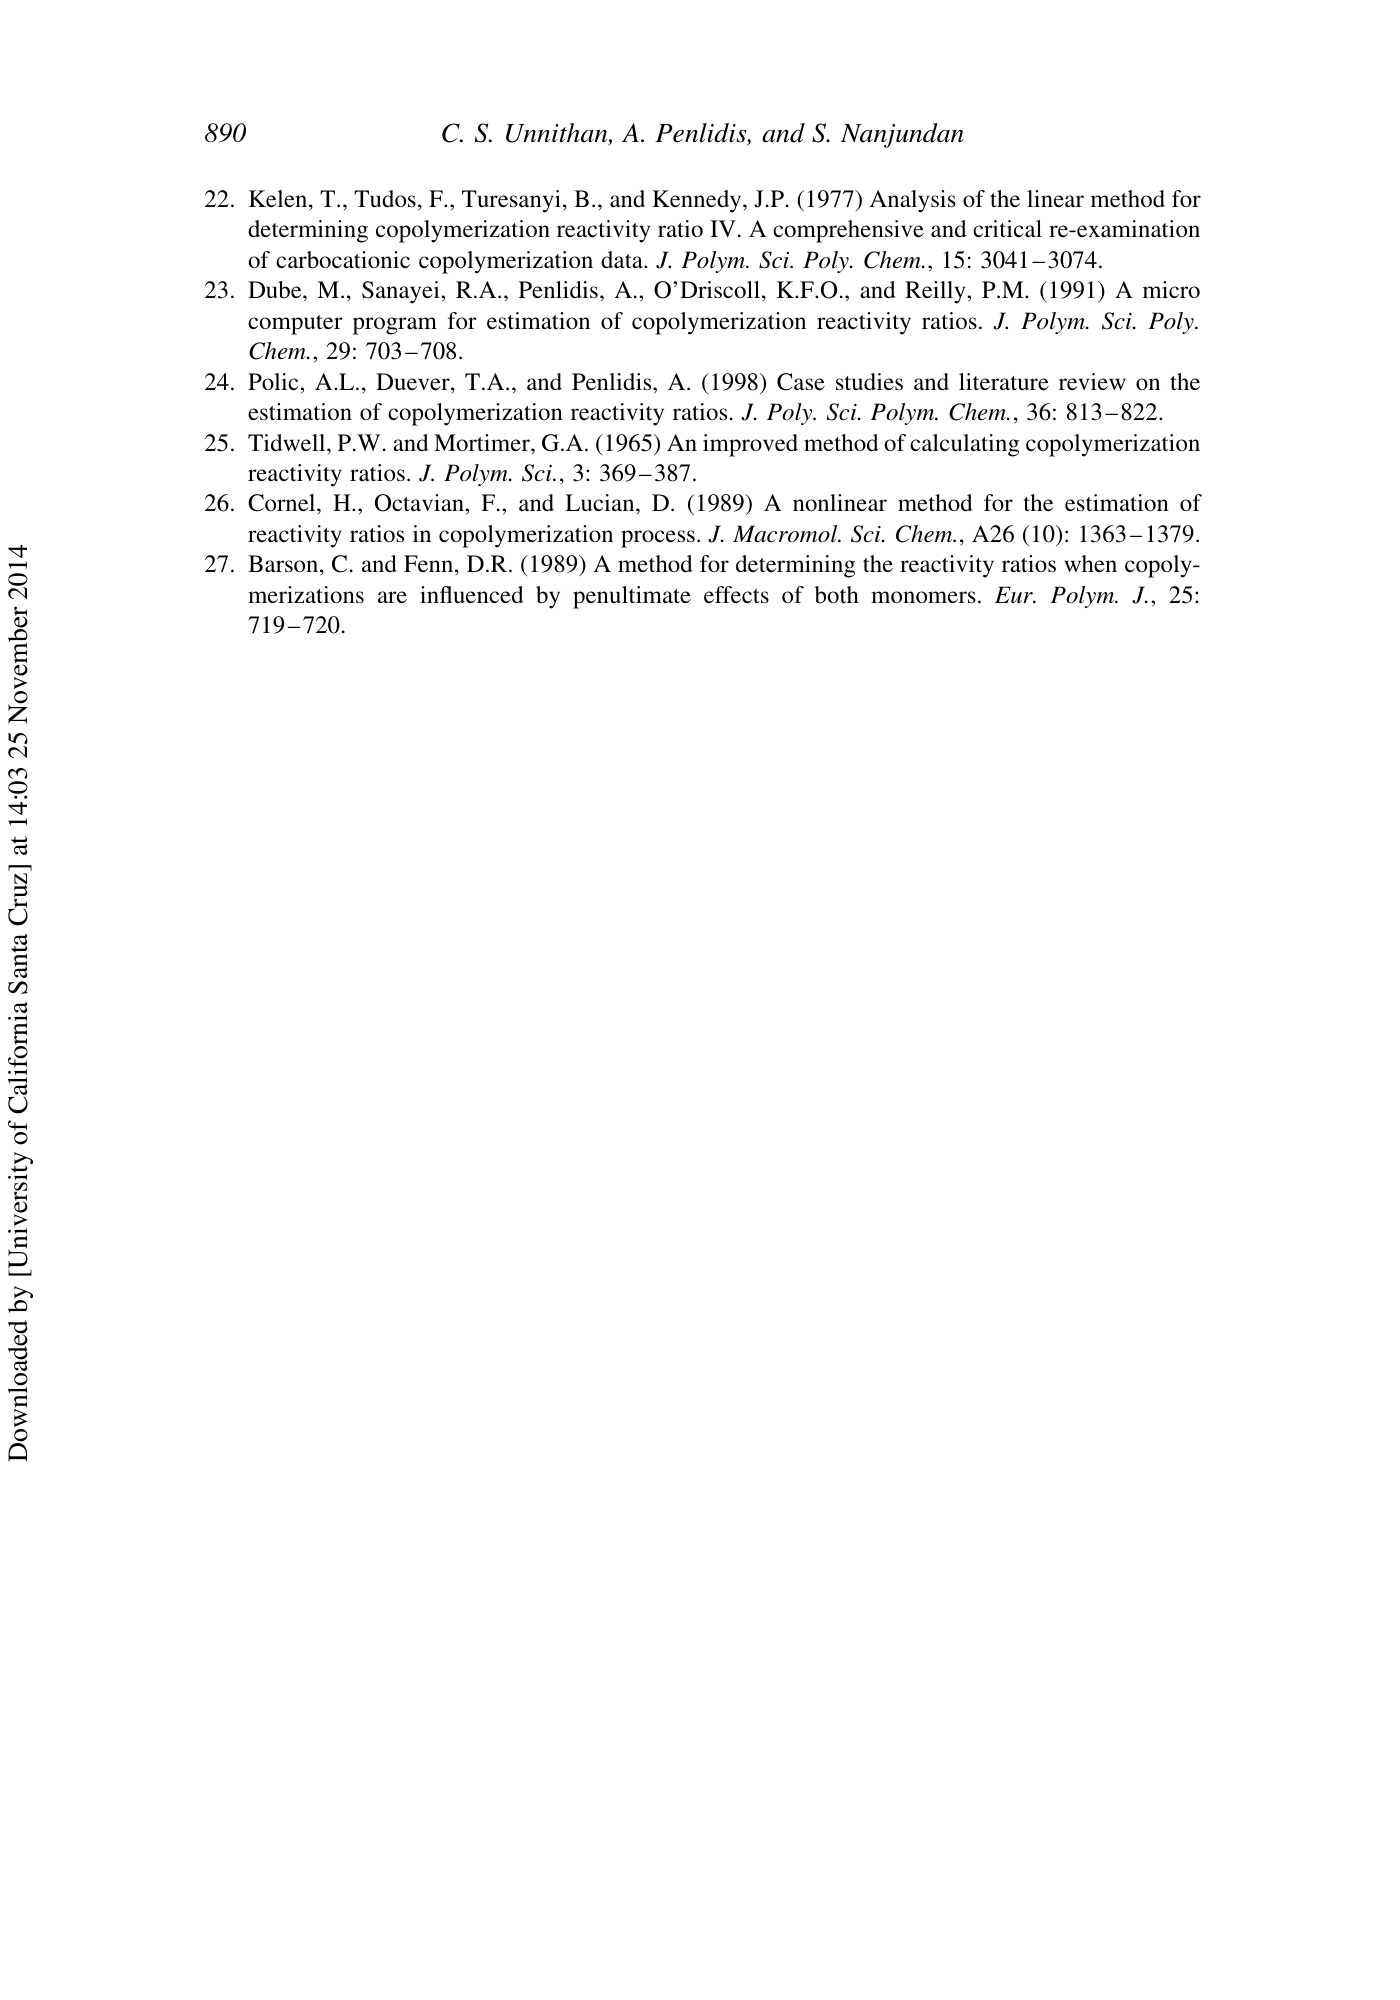 890 C. S. Unnithan, A. Penlidis, and S. Nanjundan
22. Kelen, T., Tudos, F., Turesanyi, B., and Kennedy, J.P. (1977) Analysis of the linear method for
determining copolymerization reactivity ratio IV. A comprehensive and critical re-examination
of carbocationic copolymerization data. J. Polym. Sci. Poly. Chem., 15: 3041–3074.
23. Dube, M., Sanayei, R.A., Penlidis, A., O’Driscoll, K.F.O., and Reilly, P.M. (1991) A micro
computer program for estimation of copolymerization reactivity ratios. J. Polym. Sci. Poly.
Chem., 29: 703–708.
24. Polic, A.L., Duever, T.A., and Penlidis, A. (1998) Case studies and literature review on the
estimation of copolymerization reactivity ratios. J. Poly. Sci. Polym. Chem., 36: 813–822.
25. Tidwell, P.W. and Mortimer, G.A. (1965) An improved method of calculating copolymerization
reactivity ratios. J. Polym. Sci., 3: 369–387.
26. Cornel, H., Octavian, F., and Lucian, D. (1989) A nonlinear method for the estimation of
reactivity ratios in copolymerization process. J. Macromol. Sci. Chem., A26 (10): 1363–1379.
27. Barson, C. and Fenn, D.R. (1989) A method for determining the reactivity ratios when copoly-
merizations are influenced by penultimate effects of both monomers. Eur. Polym. J., 25:
719–720.
Downloaded by [University of California Santa Cruz] at 14:03 25 November 2014